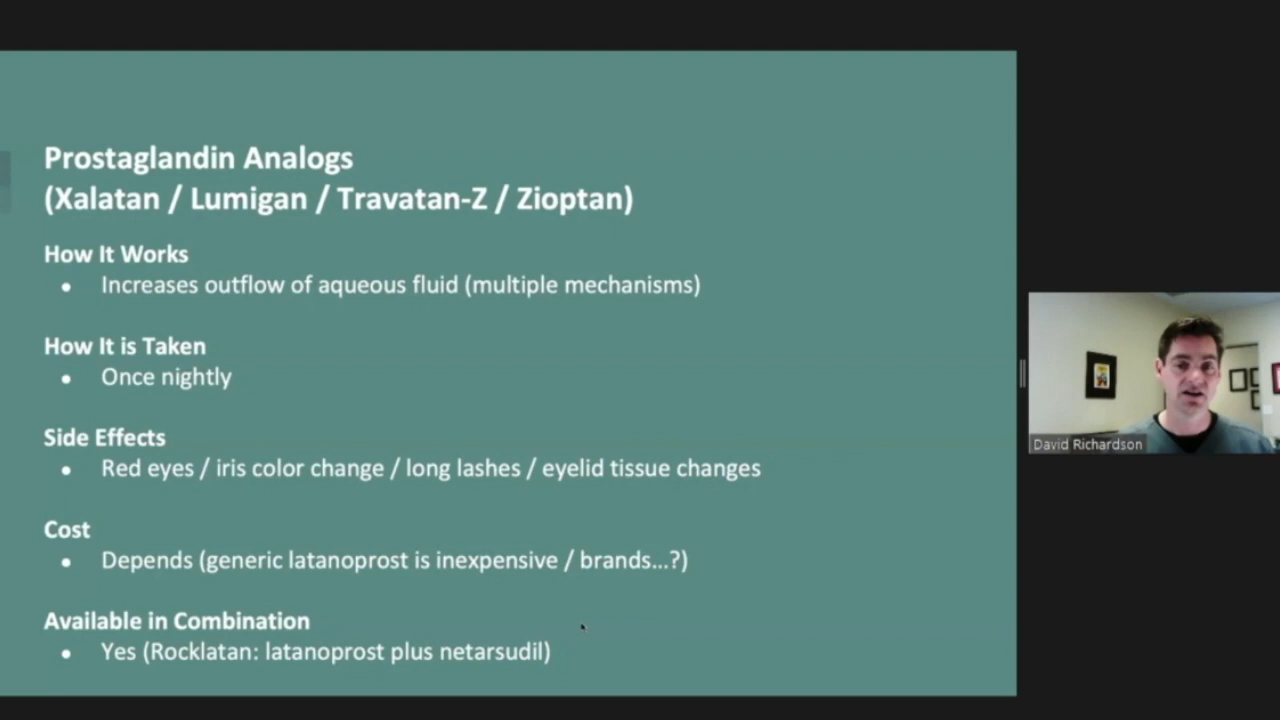 Prostaglandin Analogs
(Xalatan / Lumigan / Travatan-Z / Zioptan)
How It Works
• Increases outflow of aqueous fluid (multiple mechanisms)
How It is Taken
• Once nightly
Side Effects
• Red eyes / iris color change / long lashes / eyelid tissue changes
Cost
• Depends (generic latanoprost is inexpensive / brands...?)
Available in Combination
• Yes (Rocklatan: latanoprost plus netarsudil)
David Richardson